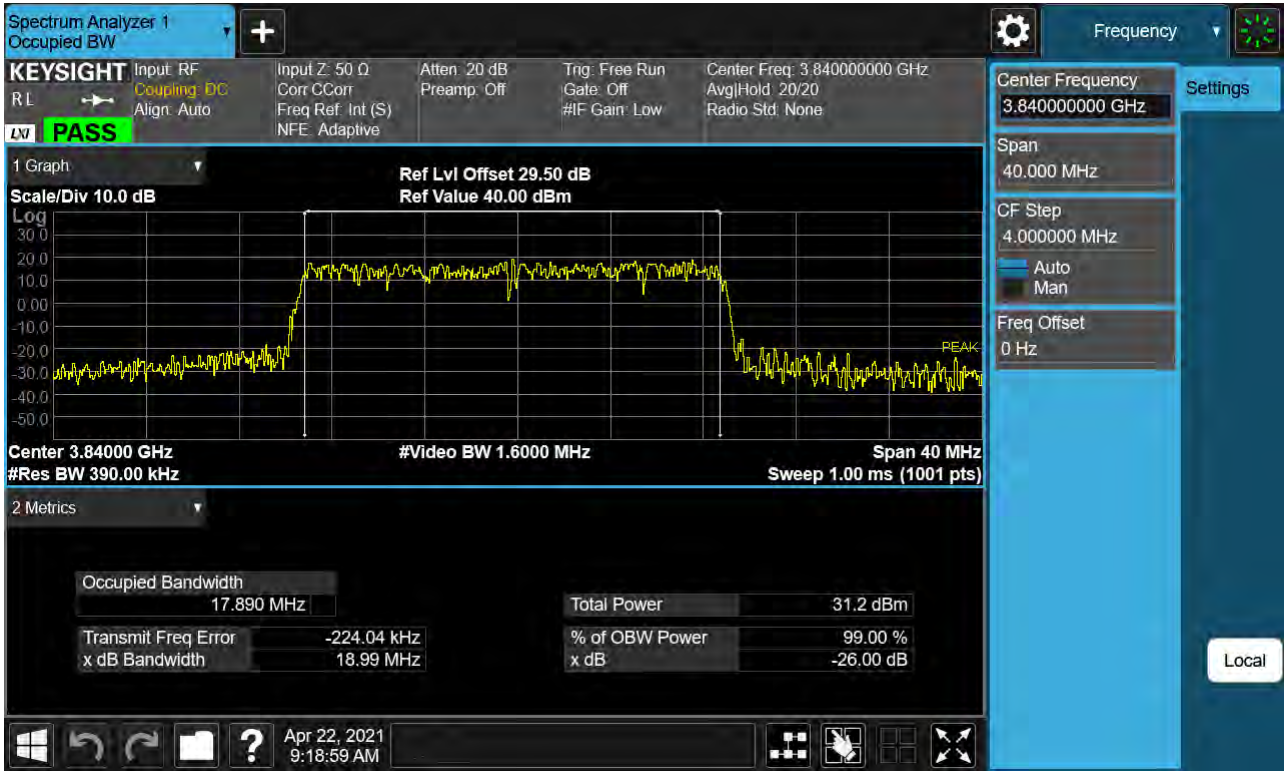 Spectrum Analyzer 1
Occupied BW
Frequency
KEYSIGHT
R L
LXI
PASS
Input: RF
Coupling: DC
Align: Auto
Input Z: 50 Ω
Corr CCorr
Freq Ref: Int (S)
NFE: Adaptive
Atten: 20 dB
Preamp: Off
Trig: Free Run
Gate: Off
#IF Gain: Low
Center Freq: 3.840000000 GHz
Avg|Hold: 20/20
Radio Std: None
Center Frequency
3.840000000 GHz
Settings
Span
40.000 MHz
CF Step
4.000000 MHz
Auto
Man
Freq Offset
0 Hz
1 Graph
Scale/Div 10.0 dB
Ref Lvl Offset 29.50 dB
Ref Value 40.00 dBm
Log
30.0
20.0
10.0
0.00
-10.0
-20.0
-30.0
-40.0
-50.0
PEAK
Center 3.84000 GHz
#Video BW 1.6000 MHz
Span 40 MHz
#Res BW 390.00 kHz
Sweep 1.00 ms (1001 pts)
2 Metrics
Occupied Bandwidth
17.890 MHz
Total Power 31.2 dBm
Transmit Freq Error -224.04 kHz
% of OBW Power 99.00 %
x dB Bandwidth 18.99 MHz
x dB -26.00 dB
Local
?
Apr 22, 2021
9:18:59 AM